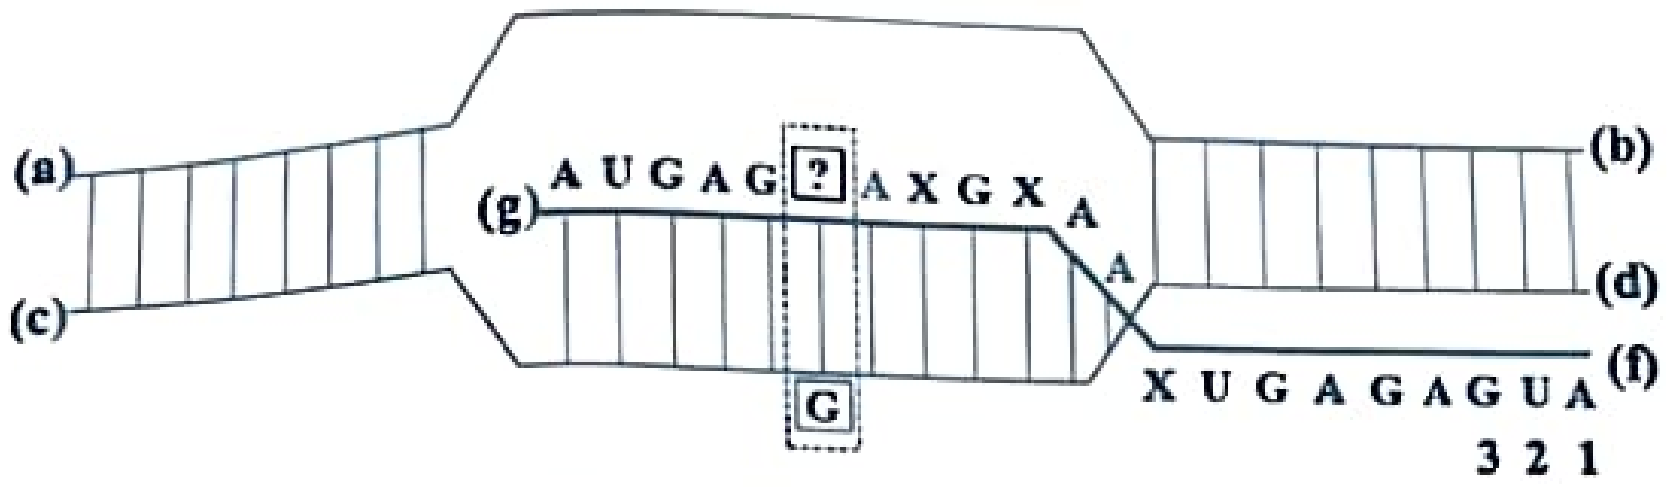 (a) (b)
A U G A G ? A X G X A A
(g)
(c) (d)
G
(f)
X U G A G A G U A
3 2 1